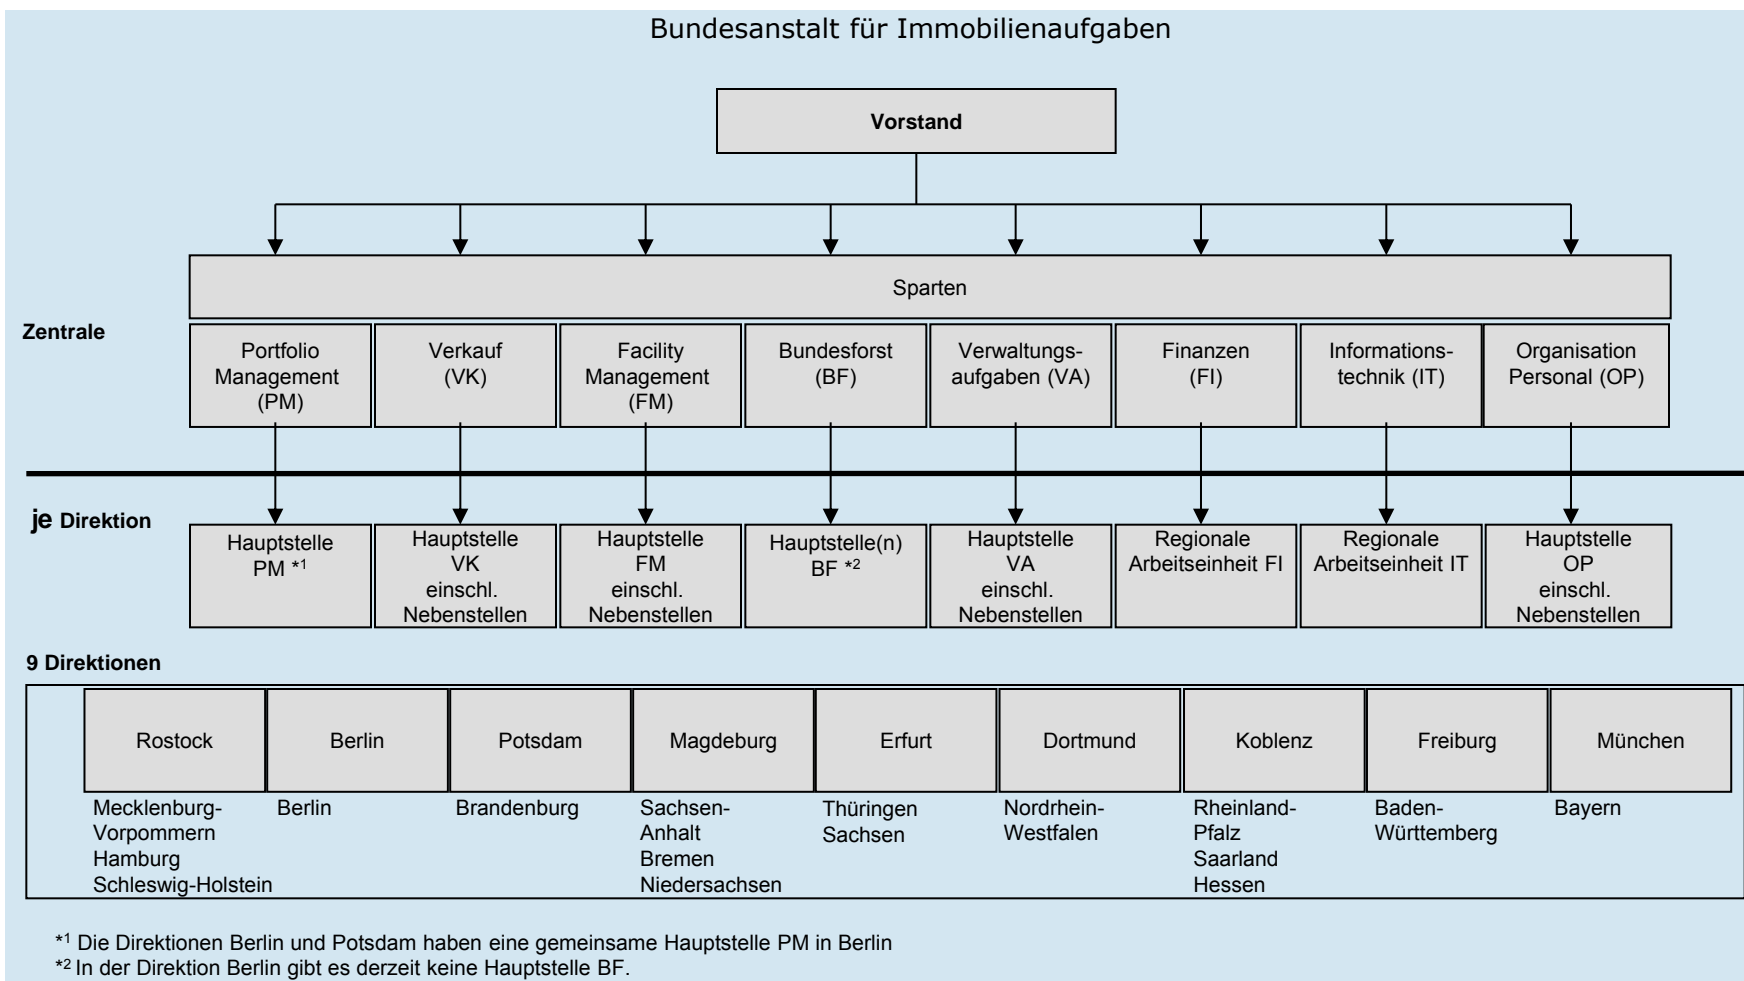 Bundesanstalt für Immobilienaufgaben
Vorstand
Sparten
Zentrale
Portfolio
Management
(PM)
Verkauf
(VK)
Facility
Management
(FM)
Bundesforst
(BF)
Verwaltungs-
aufgaben (VA)
Finanzen
(FI)
Informations-
technik (IT)
Organisation
Personal (OP)
je Direktion
Hauptstelle
PM *1
Hauptstelle
VK
einschl.
Nebenstellen
Hauptstelle
FM
einschl.
Nebenstellen
Hauptstelle(n)
BF *2
Hauptstelle
VA
einschl.
Nebenstellen
Regionale
Arbeitseinheit FI
Regionale
Arbeitseinheit IT
Hauptstelle
OP
einschl.
Nebenstellen
9 Direktionen
Rostock
Berlin
Potsdam
Magdeburg
Erfurt
Dortmund
Koblenz
Freiburg
München
Mecklenburg-
Vorpommern
Hamburg
Schleswig-Holstein
Berlin
Brandenburg
Sachsen-
Anhalt
Bremen
Niedersachsen
Thüringen
Sachsen
Nordrhein-
Westfalen
Rheinland-
Pfalz
Saarland
Hessen
Baden-
Württemberg
Bayern
*1 Die Direktionen Berlin und Potsdam haben eine gemeinsame Hauptstelle PM in Berlin
*2 In der Direktion Berlin gibt es derzeit keine Hauptstelle BF.